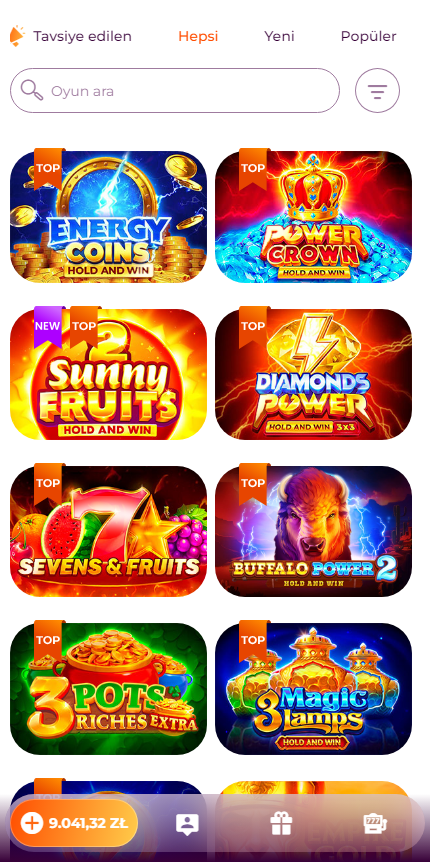 Tavsiye edilen Hepsi Yeni Popüler
Oyun ara
TOP
ENERGY
COINS
HOLD AND WIN
TOP
POWER
CROWN
HOLD AND WIN
NEW TOP
2
Sunny
FRUITS
HOLD AND WIN
TOP
DIAMONDS
POWER
HOLD AND WIN 3x3
TOP
7
SEVENS & FRUITS
TOP
BUFFALO POWER 2
HOLD AND WIN
TOP
3 POTS
RICHES EXTRA
TOP
3 Magic
lamps
HOLD AND WIN
TOP
9.041,32 ZŁ
777